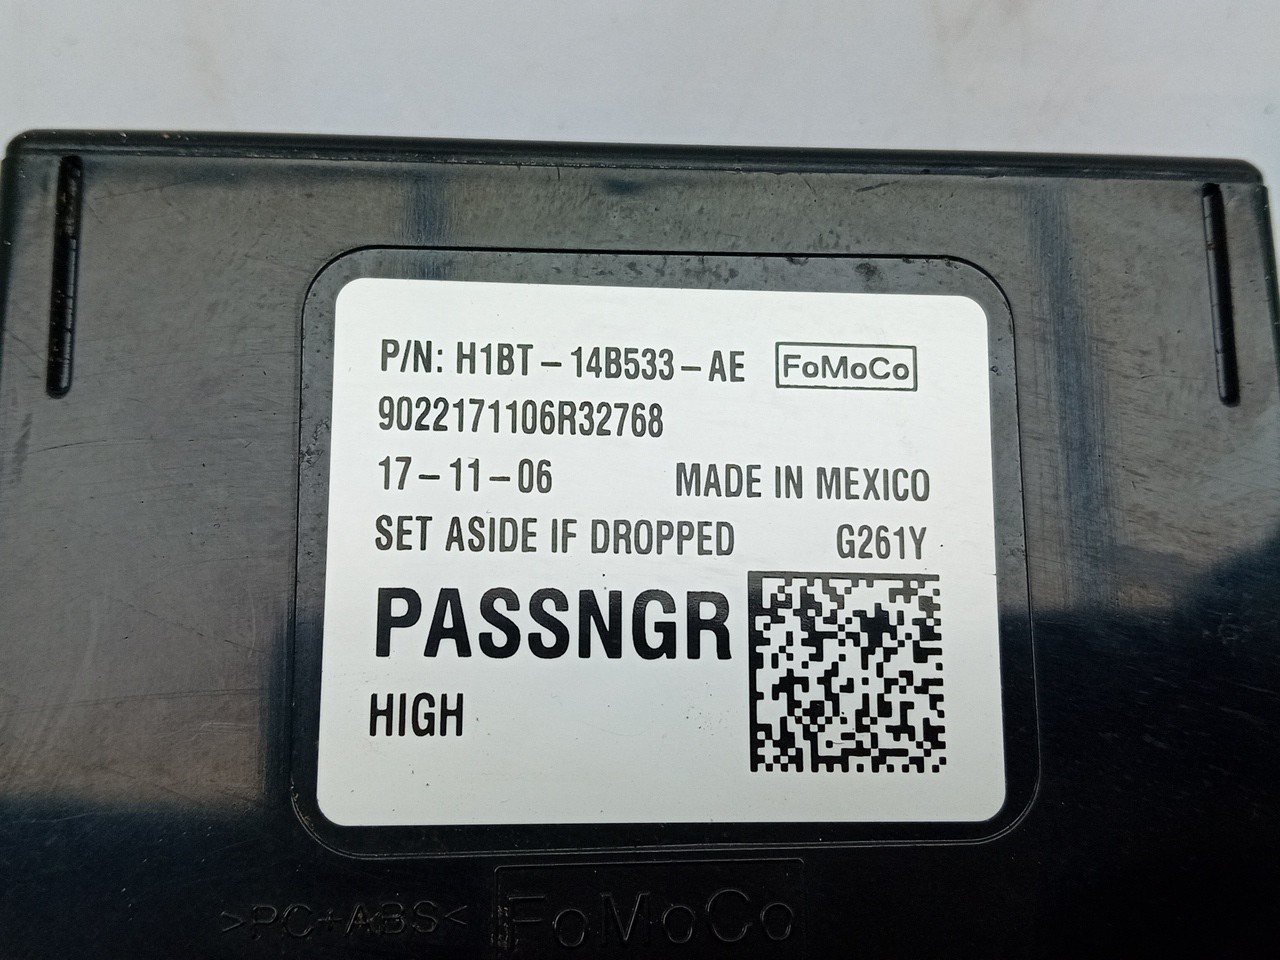 P/N: H1BT-14B533-AE FoMoCo
9022171106R32768
17-11-06 MADE IN MEXICO
SET ASIDE IF DROPPED G261Y
PASSNGR
HIGH
>PC+ABS< FoMoCo